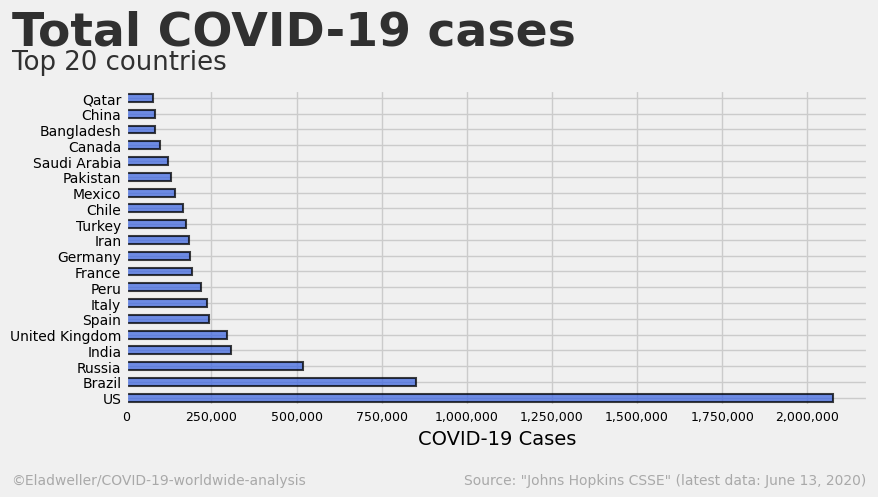 Total COVID-19 cases
Top 20 countries
Qatar
China
Bangladesh
Canada
Saudi Arabia
Pakistan
Mexico
Chile
Turkey
Iran
Germany
France
Peru
Italy
Spain
United Kingdom
India
Russia
Brazil
US
0 250,000 500,000 750,000 1,000,000 1,250,000 1,500,000 1,750,000 2,000,000
COVID-19 Cases
©Eladweller/COVID-19-worldwide-analysis Source: "Johns Hopkins CSSE" (latest data: June 13, 2020)